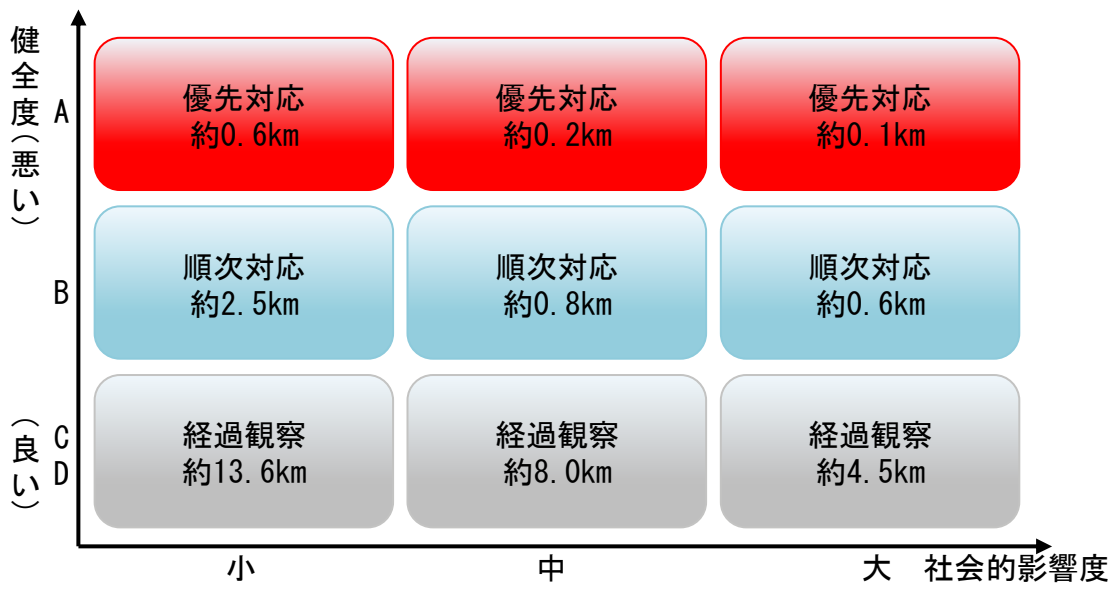 健全度(悪い)
(良い)
A
優先対応
約0.6km
優先対応
約0.2km
優先対応
約0.1km
B
順次対応
約2.5km
順次対応
約0.8km
順次対応
約0.6km
C
D
経過観察
約13.6km
経過観察
約8.0km
経過観察
約4.5km
小
中
大
社会的影響度